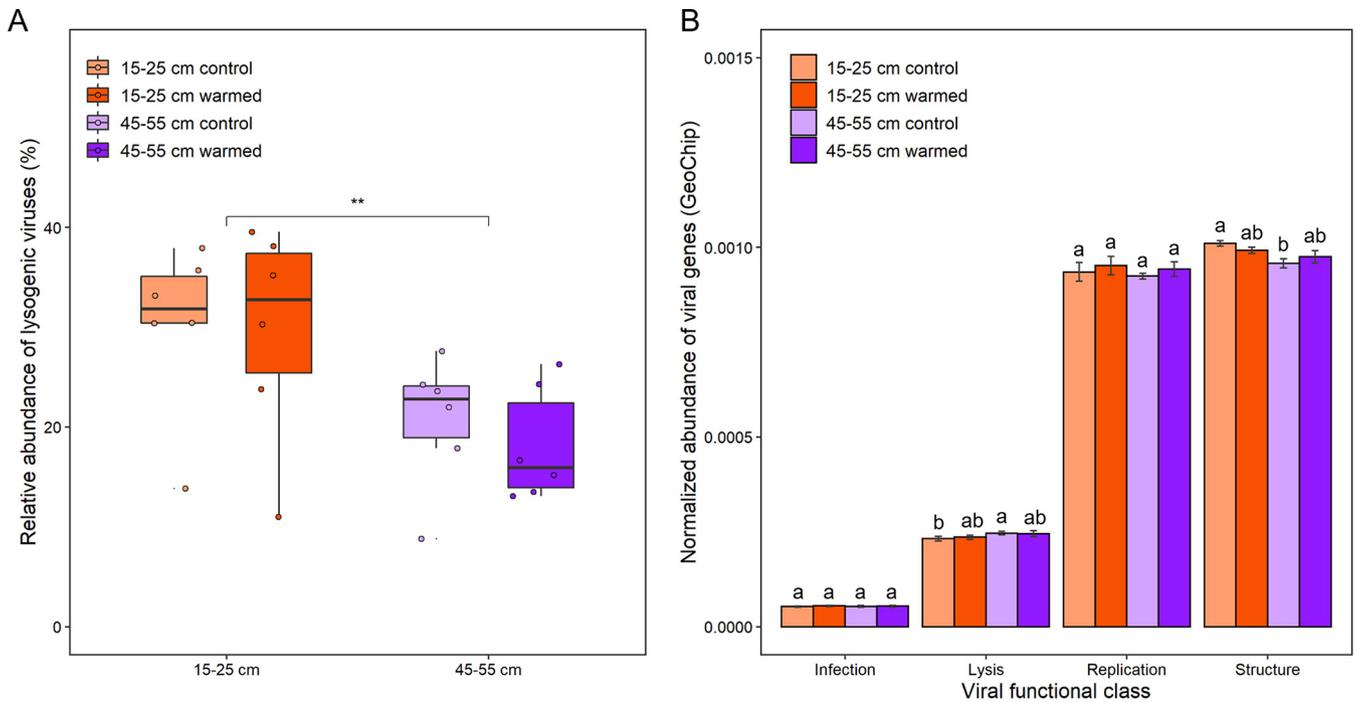 A
Relative abundance of lysogenic viruses (%)
15-25 cm control
15-25 cm warmed
45-55 cm control
45-55 cm warmed
**
40
20
0
15-25 cm
45-55 cm
B
Normalized abundance of viral genes (GeoChip)
15-25 cm control
15-25 cm warmed
45-55 cm control
45-55 cm warmed
0.0015
0.0010
0.0005
0.0000
a a a a
b ab a ab
a a a a
a ab b ab
Infection
Lysis
Replication
Structure
Viral functional class